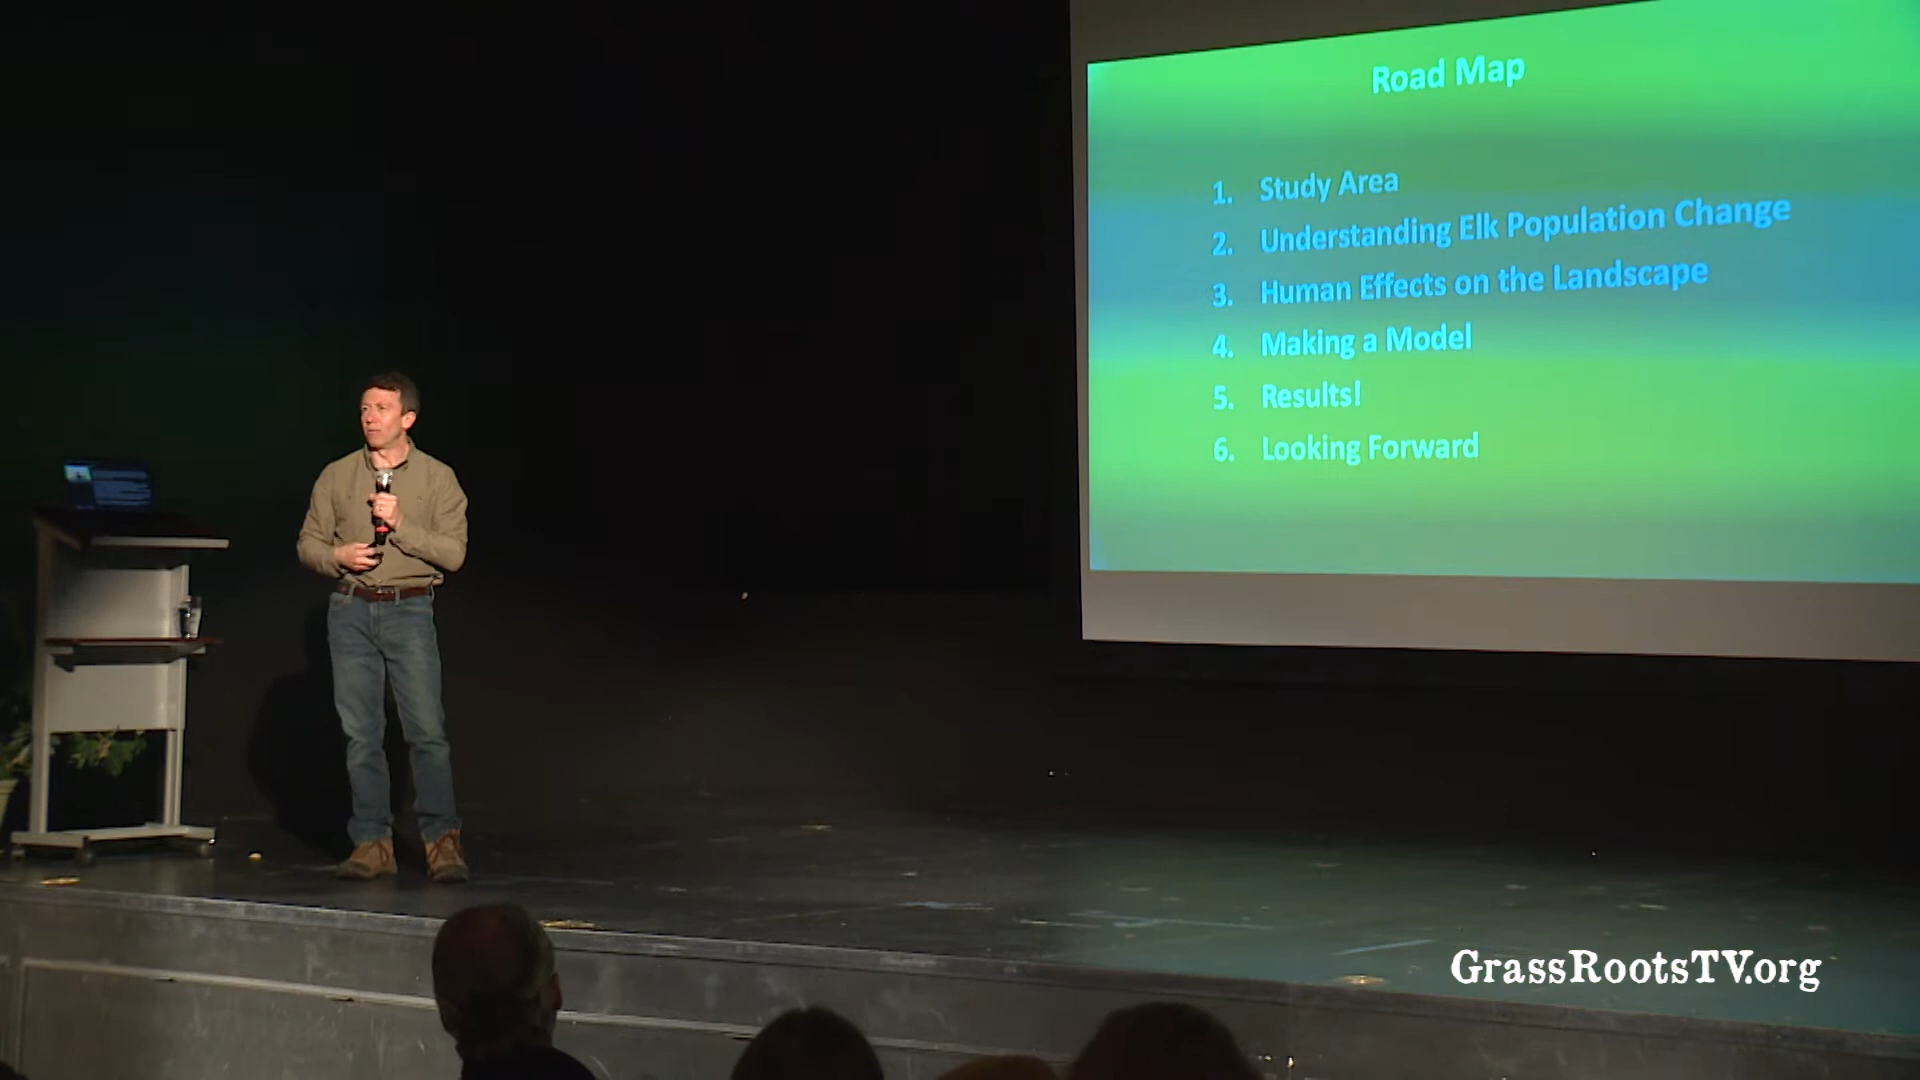 Road Map
1. Study Area
2. Understanding Elk Population Change
3. Human Effects on the Landscape
4. Making a Model
5. Results!
6. Looking Forward
GrassRootsTV.org